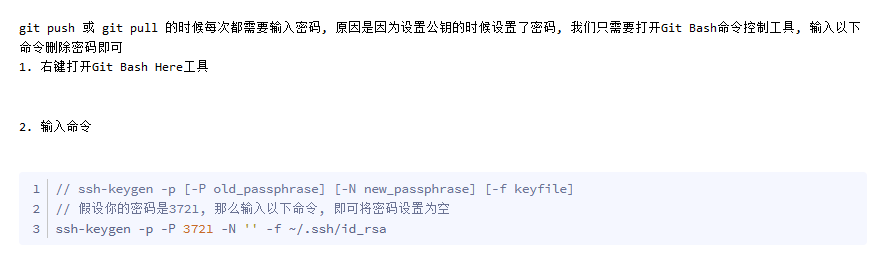 git push 或 git pull 的时候每次都需要输入密码, 原因是因为设置公钥的时候设置了密码, 我们只需要打开Git Bash命令控制工具, 输入以下
命令删除密码即可
1. 右键打开Git Bash Here工具
2. 输入命令
1 // ssh-keygen -p [-P old_passphrase] [-N new_passphrase] [-f keyfile]
2 // 假设你的密码是3721, 那么输入以下命令, 即可将密码设置为空
3 ssh-keygen -p -P 3721 -N '' -f ~/.ssh/id_rsa